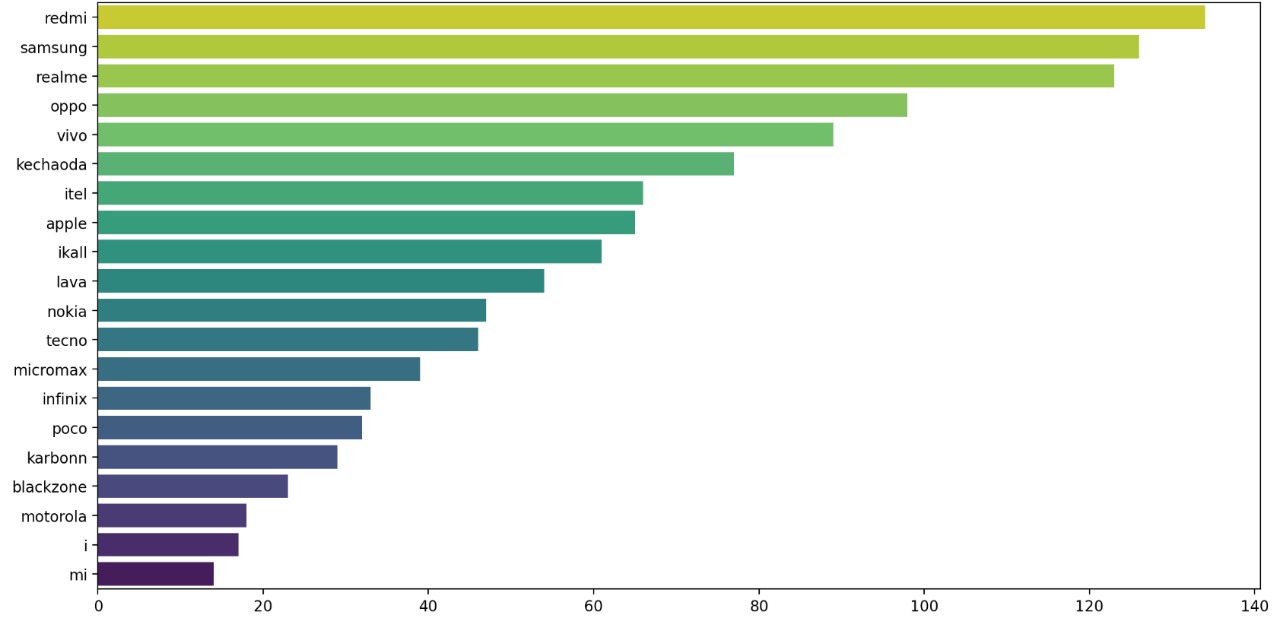 redmi
samsung
realme
oppo
vivo
kechaoda
itel
apple
ikall
lava
nokia
tecno
micromax
infinix
poco
karbonn
blackzone
motorola
i
mi
0 20 40 60 80 100 120 140